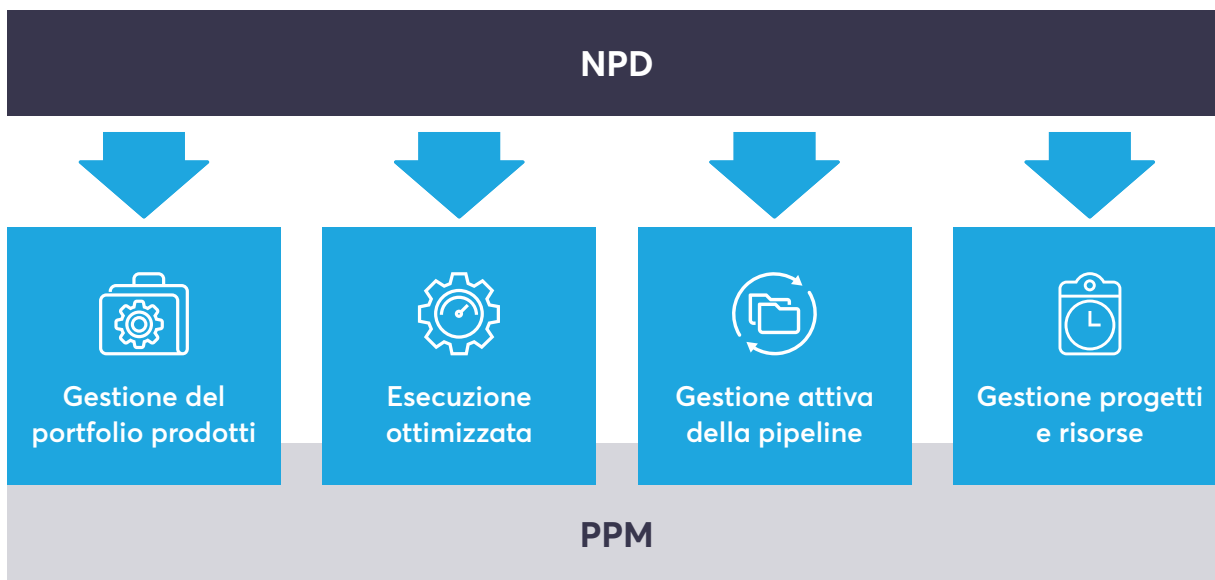 NPD
Gestione del
portfolio prodotti
Esecuzione
ottimizzata
Gestione attiva
della pipeline
Gestione progetti
e risorse
PPM